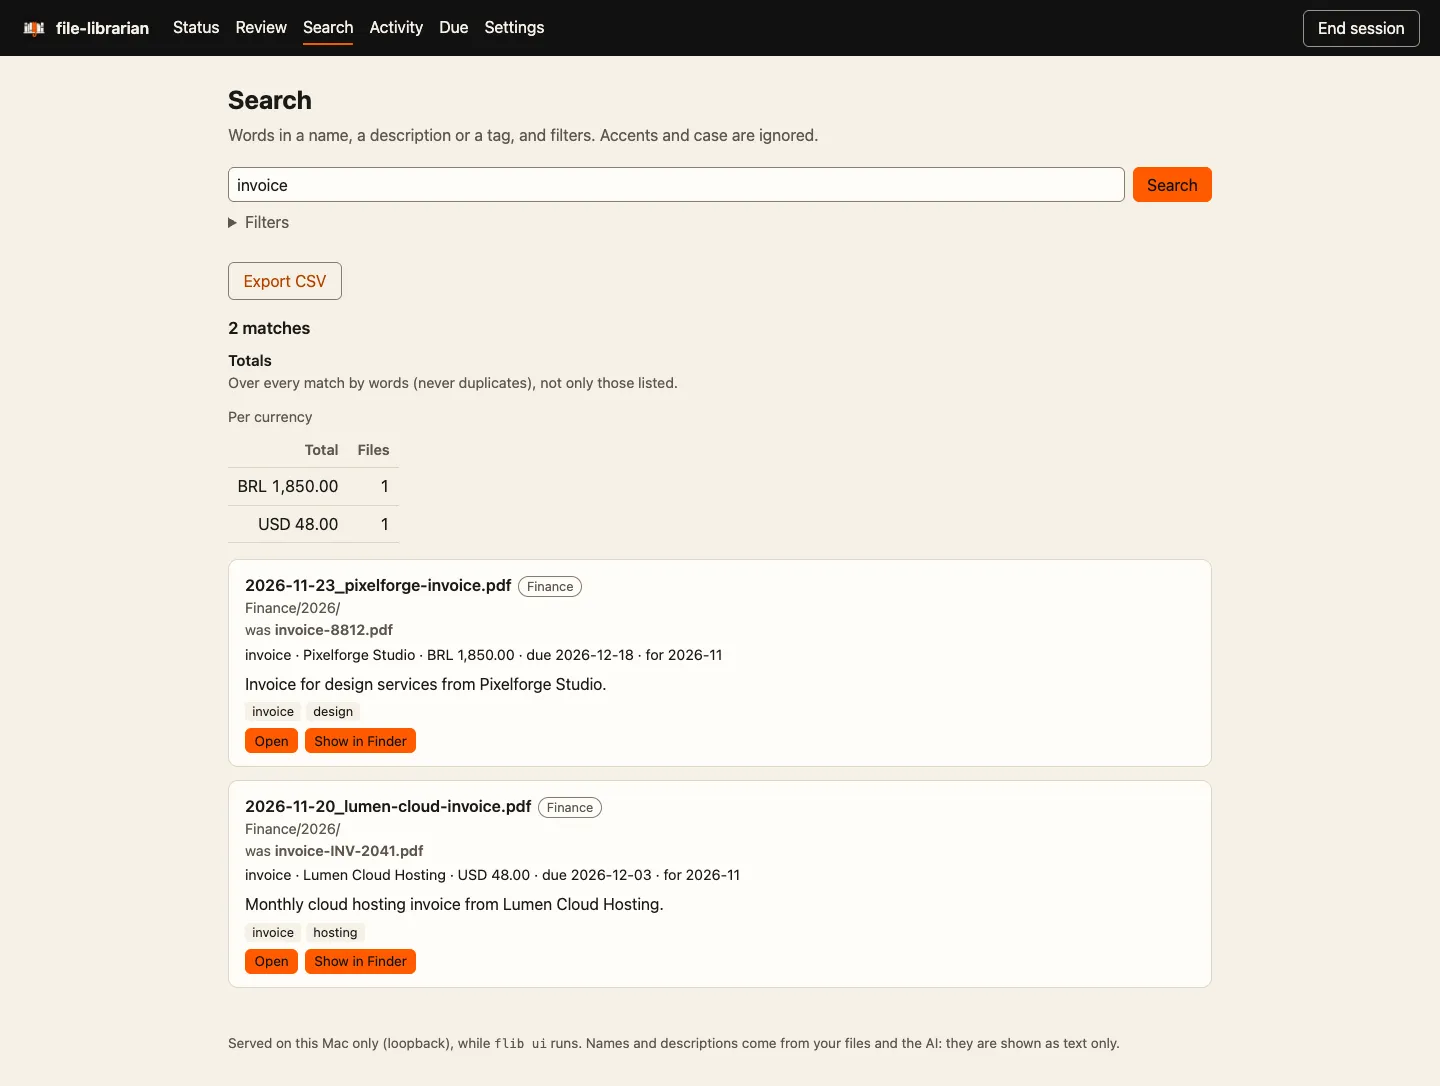 file-librarian Status Review Search Activity Due Settings End session
Search
Words in a name, a description or a tag, and filters. Accents and case are ignored.
invoice Search
Filters
Export CSV
2 matches
Totals
Over every match by words (never duplicates), not only those listed.
Per currency
Total Files
BRL 1,850.00 1
USD 48.00 1
2026-11-23_pixelforge-invoice.pdf Finance
Finance/2026/
was invoice-8812.pdf
invoice · Pixelforge Studio · BRL 1,850.00 · due 2026-12-18 · for 2026-11
Invoice for design services from Pixelforge Studio.
invoice design
Open Show in Finder
2026-11-20_lumen-cloud-invoice.pdf Finance
Finance/2026/
was invoice-INV-2041.pdf
invoice · Lumen Cloud Hosting · USD 48.00 · due 2026-12-03 · for 2026-11
Monthly cloud hosting invoice from Lumen Cloud Hosting.
invoice hosting
Open Show in Finder
Served on this Mac only (loopback), while flib ui runs. Names and descriptions come from your files and the AI: they are shown as text only.